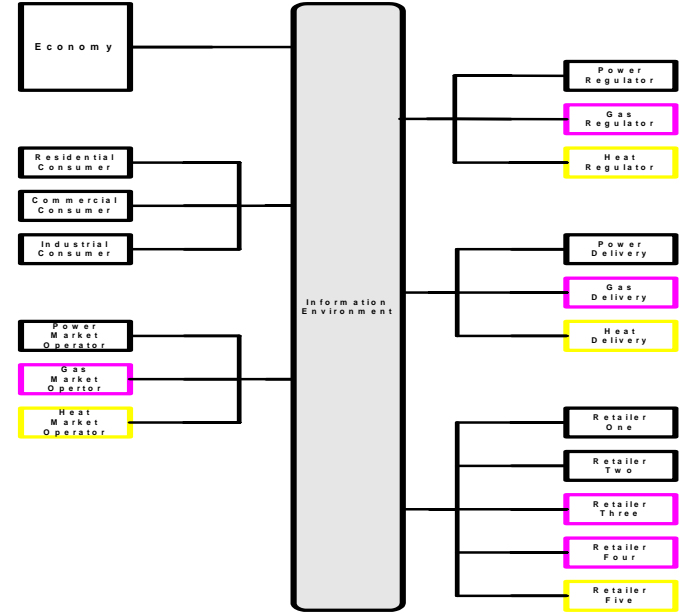 Economy
Residential
Consumer
Commercial
Consumer
Industrial
Consumer
Power
Market
Operator
Gas
Market
Opertor
Heat
Market
Operator
Information
Environment
Power
Regulator
Gas
Regulator
Heat
Regulator
Power
Delivery
Gas
Delivery
Heat
Delivery
Retailer
One
Retailer
Two
Retailer
Three
Retailer
Four
Retailer
Five